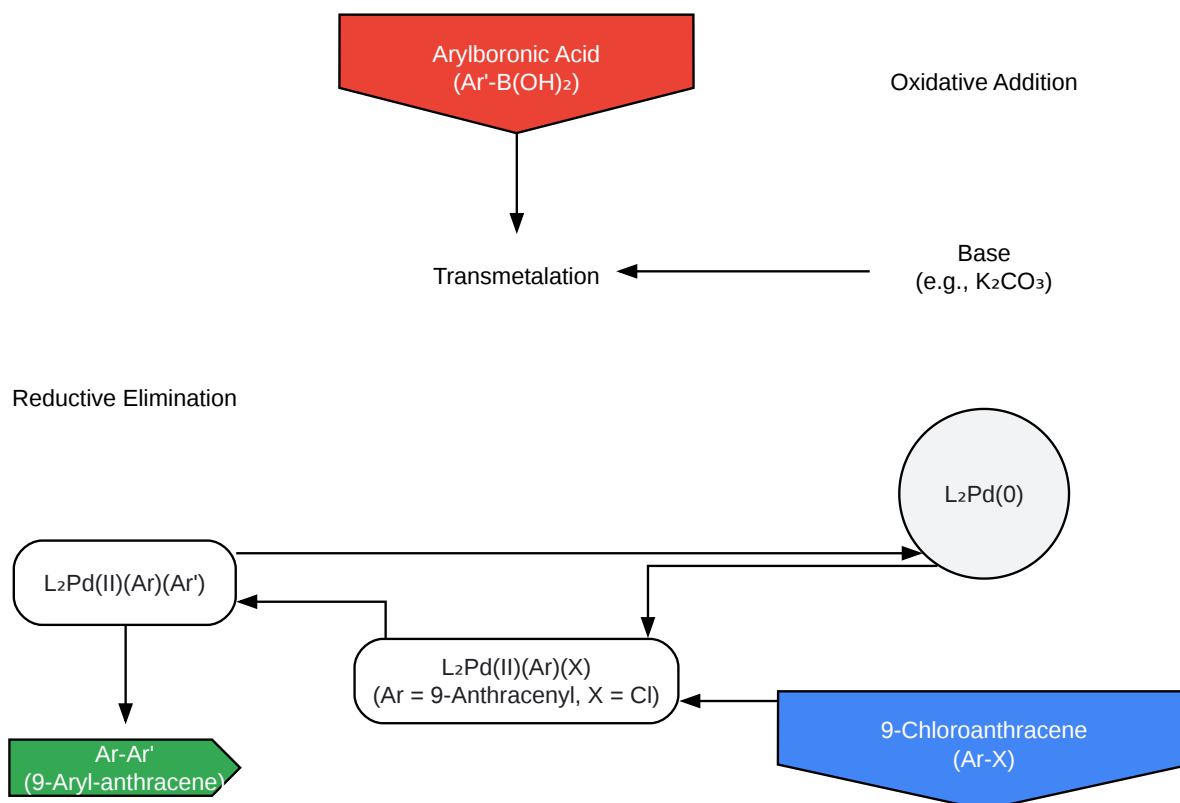 Arylboronic Acid
(Ar'-B(OH)₂)
Oxidative Addition
Transmetalation
Base
(e.g., K₂CO₃)
Reductive Elimination
L₂Pd(0)
L₂Pd(II)(Ar)(Ar')
L₂Pd(II)(Ar)(X)
(Ar = 9-Anthracenyl, X = Cl)
9-Chloroanthracene
(Ar-X)
Ar-Ar'
(9-Aryl-anthracene)